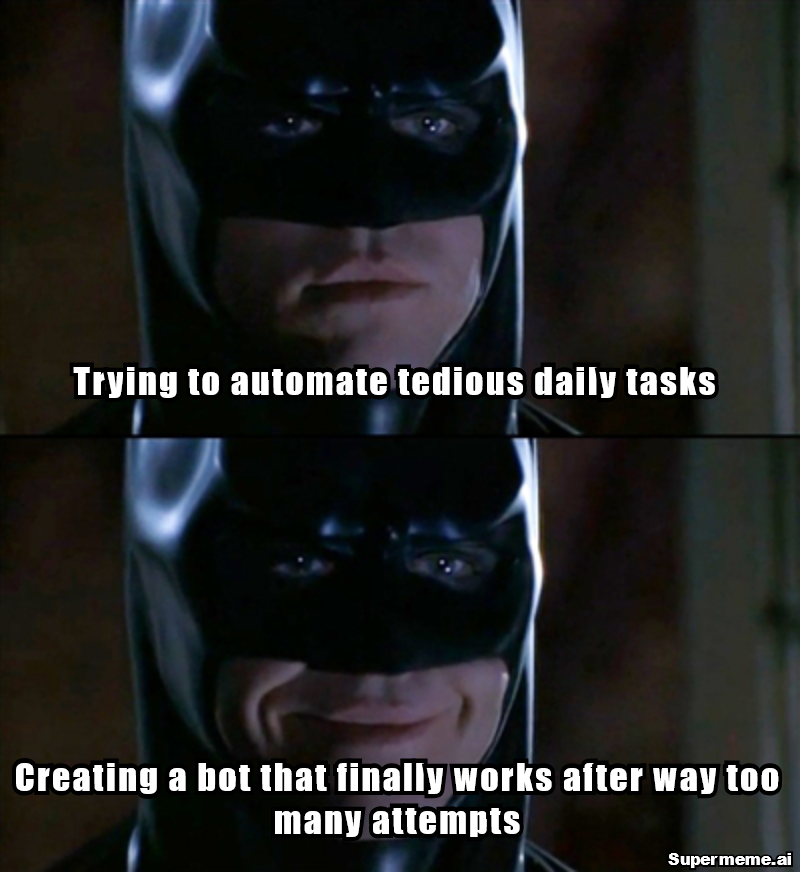 Trying to automate tedious daily tasks
Creating a bot that finally works after way too
many attempts
Supermeme.ai